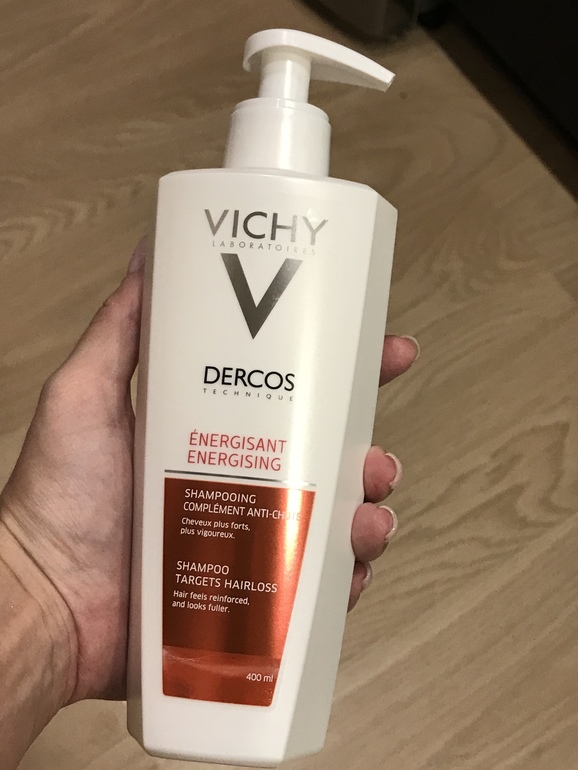 VICHY
LABORATOIRES
V
DERCOS
TECHNIQUE
ÉNERGISANT
ENERGISING
SHAMPOOING
COMPLÉMENT ANTI-CHUTE
Cheveux plus forts,
plus vigoureux.
SHAMPOO
TARGETS HAIRLOSS
Hair feels reinforced,
and looks fuller.
400 ml